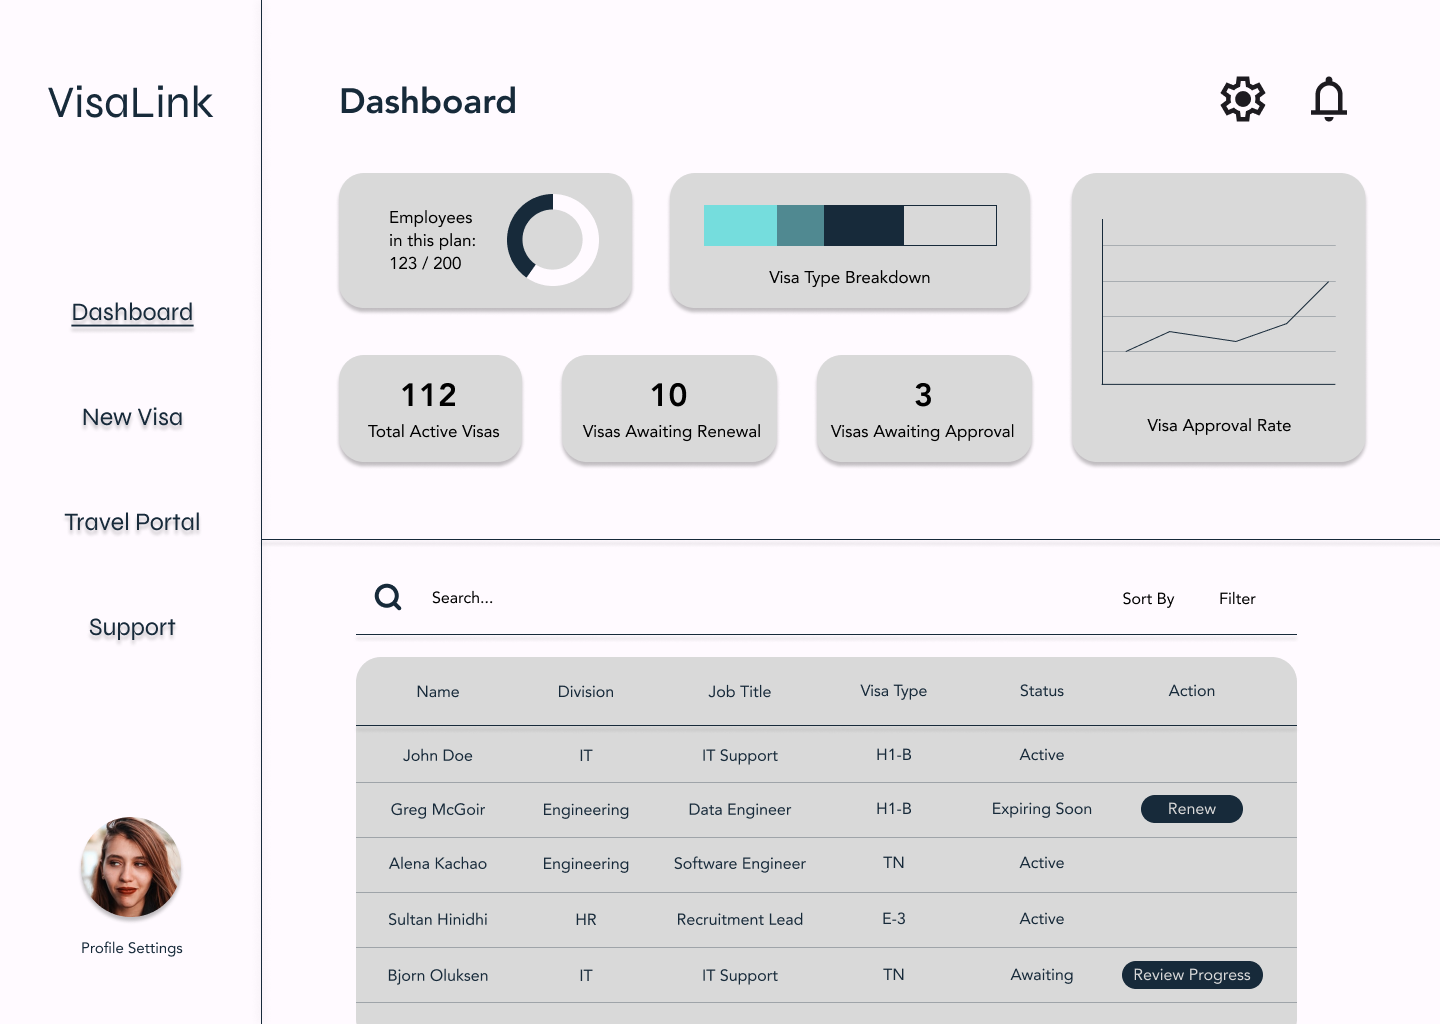 VisaLink
Dashboard
New Visa
Travel Portal
Support
Profile Settings
Dashboard
Employees
in this plan:
123 / 200
Visa Type Breakdown
Visa Approval Rate
112
Total Active Visas
10
Visas Awaiting Renewal
3
Visas Awaiting Approval
Search...
Sort By
Filter
Name Division Job Title Visa Type Status Action
John Doe IT IT Support H1-B Active
Greg McGoir Engineering Data Engineer H1-B Expiring Soon Renew
Alena Kachao Engineering Software Engineer TN Active
Sultan Hinidhi HR Recruitment Lead E-3 Active
Bjorn Oluksen IT IT Support TN Awaiting Review Progress